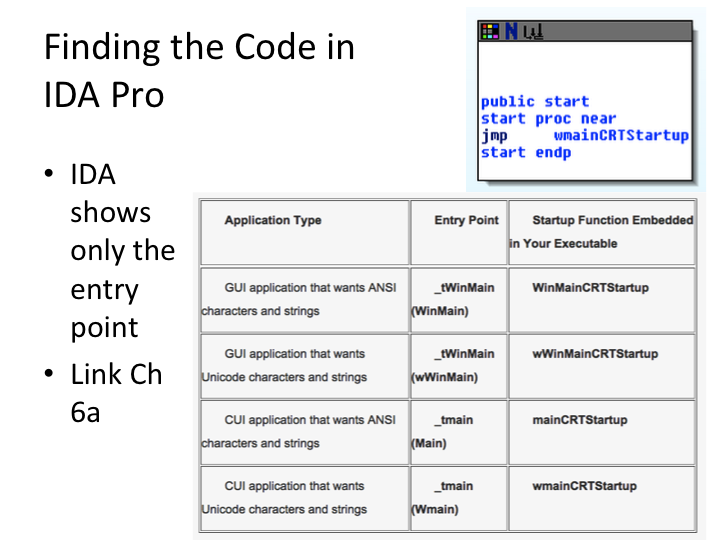 Finding the Code in
IDA Pro
public start
start proc near
jmp wmainCRTStartup
start endp
• IDA
shows
only the
entry
point
• Link Ch
6a
Application Type
Entry Point
Startup Function Embedded
in Your Executable
GUI application that wants ANSI
characters and strings
_tWinMain
(WinMain)
WinMainCRTStartup
GUI application that wants
Unicode characters and strings
_tWinMain
(wWinMain)
wWinMainCRTStartup
CUI application that wants ANSI
characters and strings
_tmain
(Main)
mainCRTStartup
CUI application that wants
Unicode characters and strings
_tmain
(Wmain)
wmainCRTStartup